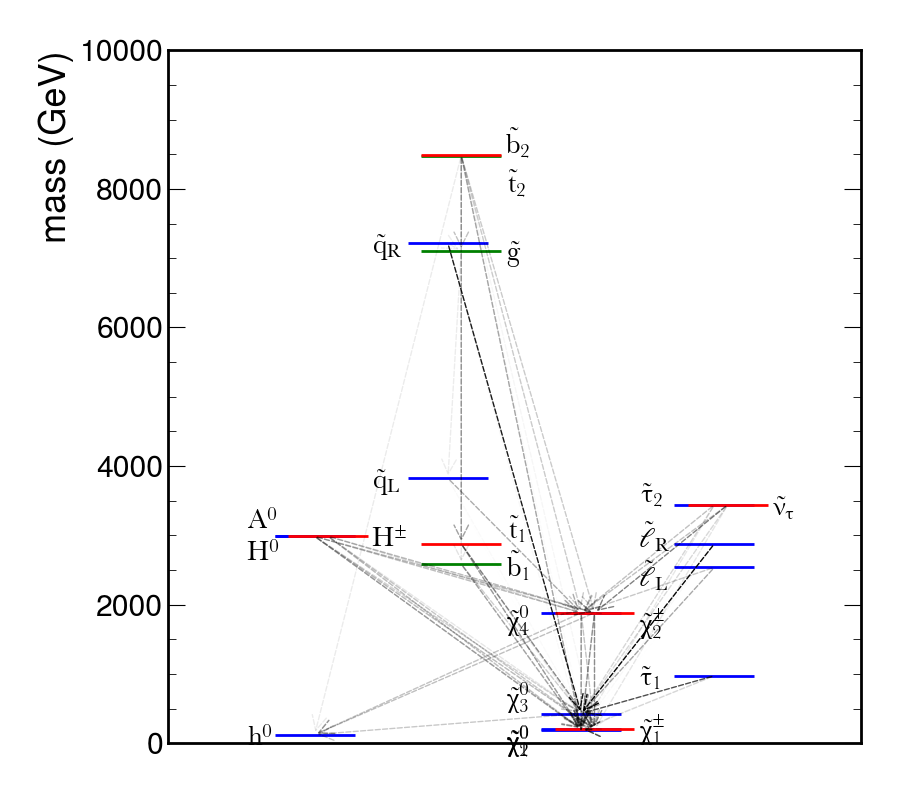 10000
mass (GeV)
b̃₂
8000
t̃₂
q̃R
g̃
6000
4000
q̃L
τ̃₂
ν̃τ
A⁰
t̃₁
H±
H⁰
ℓ̃R
b̃₁
ℓ̃L
2000
χ̃⁰₄
χ̃±₂
τ̃₁
χ̃⁰₃
h⁰
χ̃±₁
0